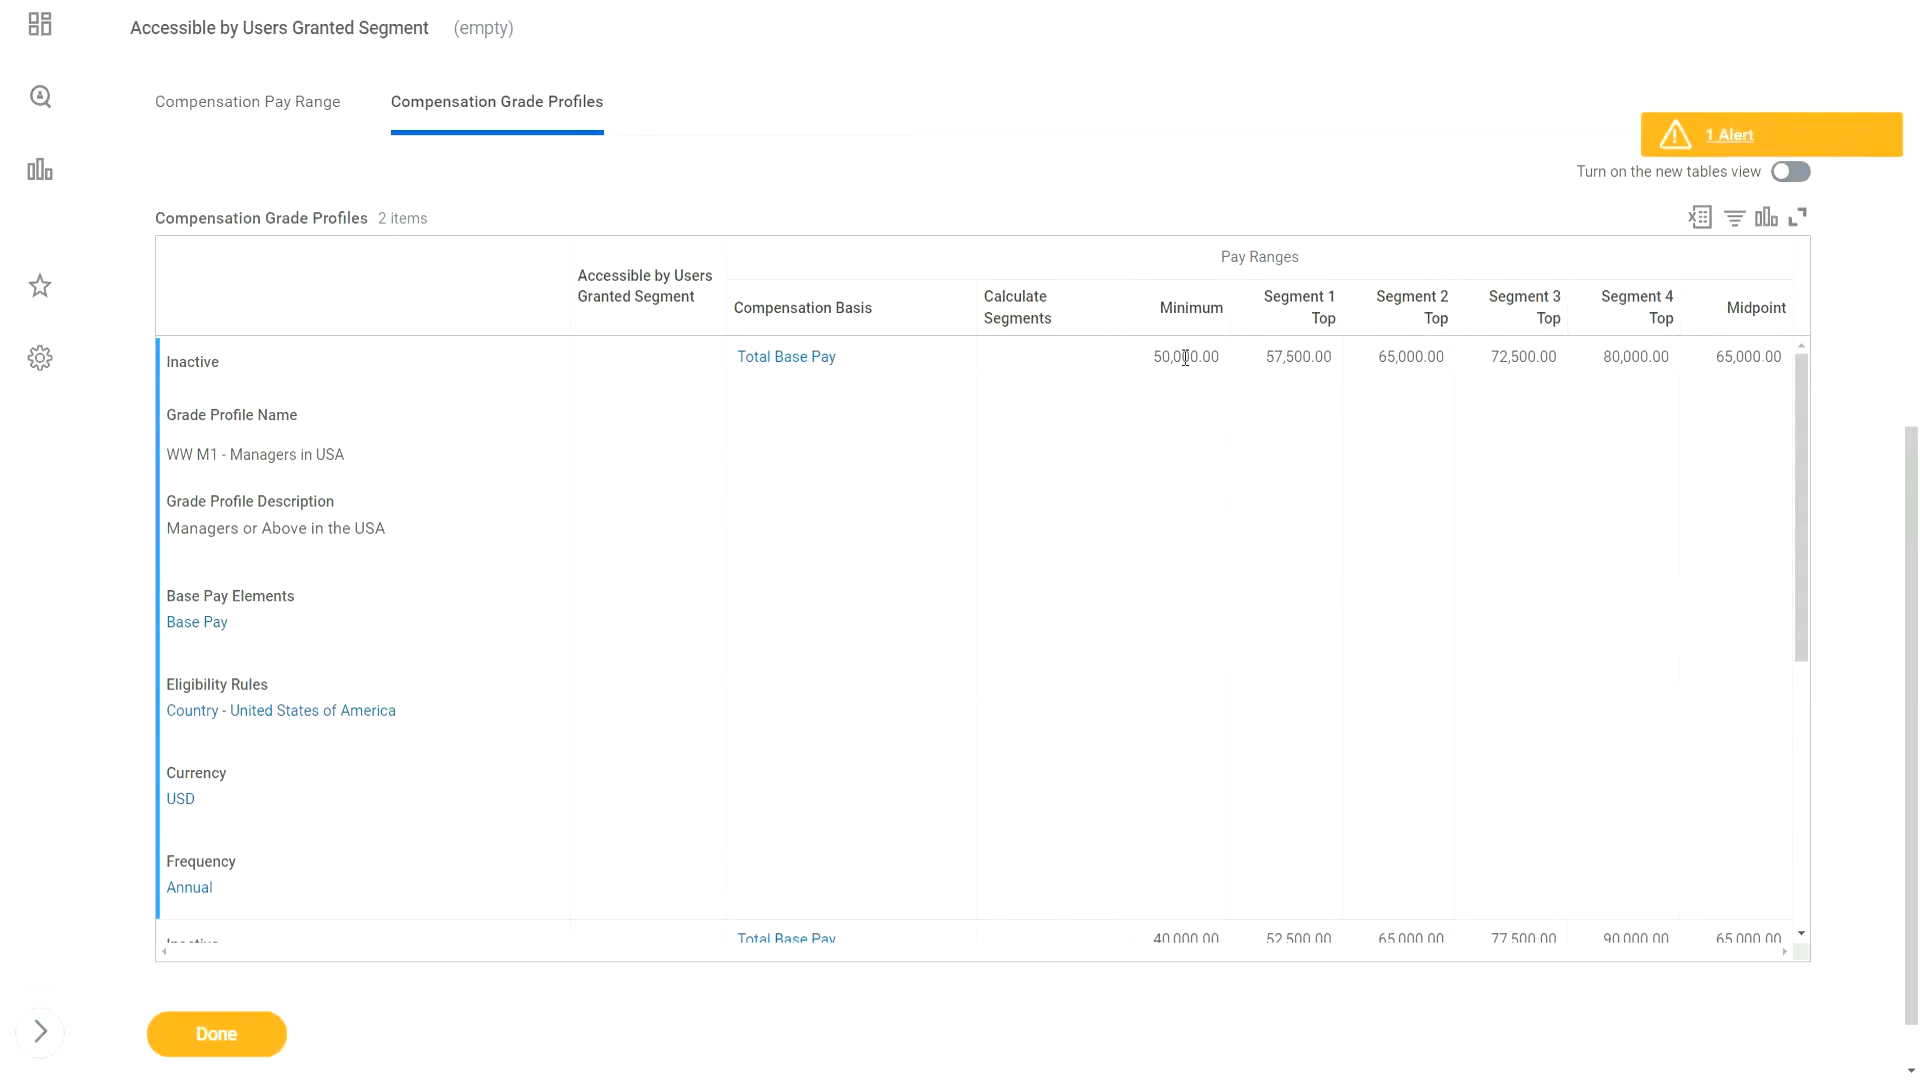 Accessible by Users Granted Segment (empty)
Compensation Pay Range Compensation Grade Profiles
1 Alert
Turn on the new tables view
Compensation Grade Profiles 2 items
Pay Ranges
Accessible by Users
Granted Segment
Compensation Basis
Calculate
Segments
Minimum
Segment 1
Top
Segment 2
Top
Segment 3
Top
Segment 4
Top
Midpoint
Inactive
Total Base Pay 50,000.00 57,500.00 65,000.00 72,500.00 80,000.00 65,000.00
Grade Profile Name
WW M1 - Managers in USA
Grade Profile Description
Managers or Above in the USA
Base Pay Elements
Base Pay
Eligibility Rules
Country - United States of America
Currency
USD
Frequency
Annual
Inactive Total Base Pay 40,000.00 52,500.00 65,000.00 77,500.00 90,000.00 65,000.00
Done